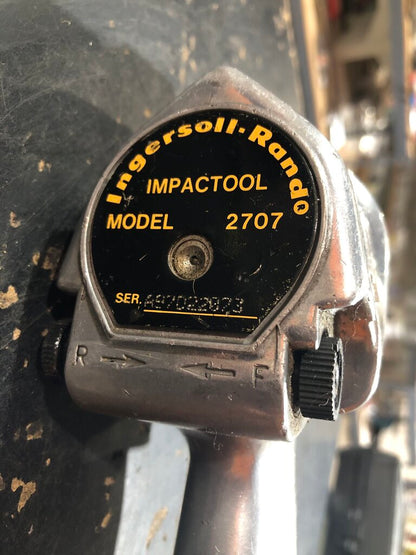 Ingersoll-Rand®
IMPACTOOL
MODEL 2707
SER.
R → ← F